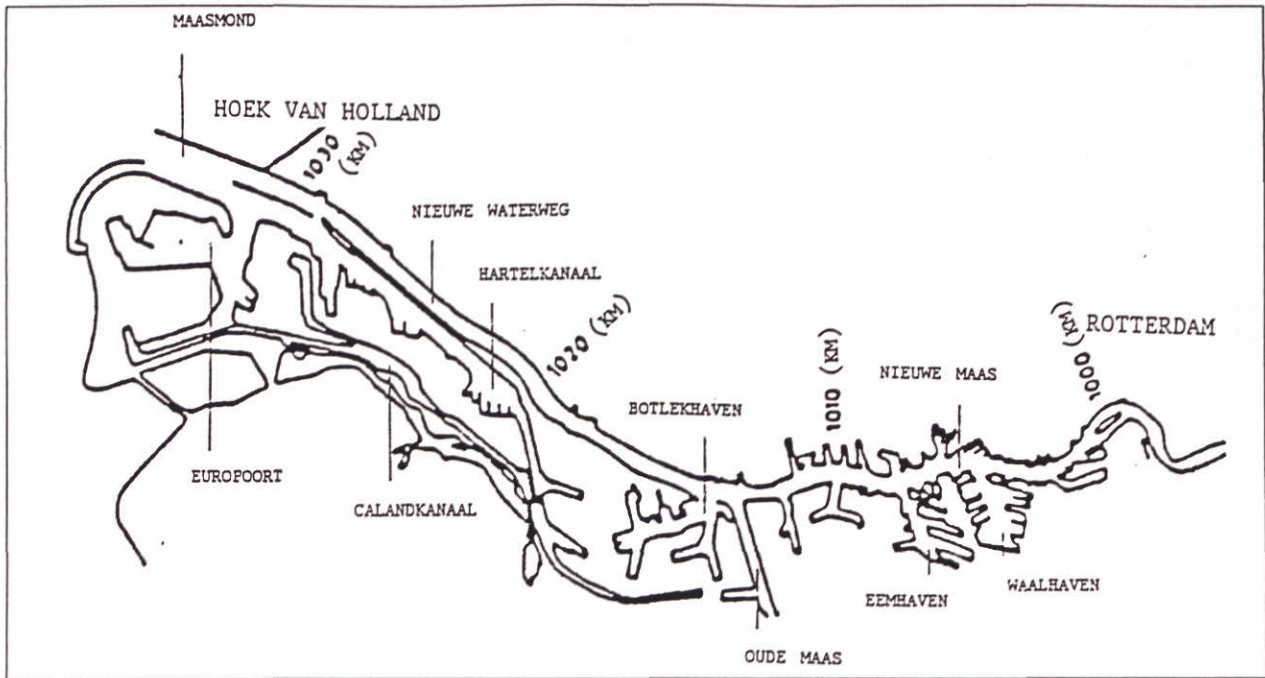 MAASMOND
HOEK VAN HOLLAND
1030
(KM)
NIEUWE WATERWEG
HARTELKANAAL
1020 (KM)
1000 (KM)
ROTTERDAM
1010 (KM)
NIEUWE MAAS
BOTLEKHAVEN
EUROPOORT
CALANDKANAAL
EEMHAVEN
WAALHAVEN
OUDE MAAS